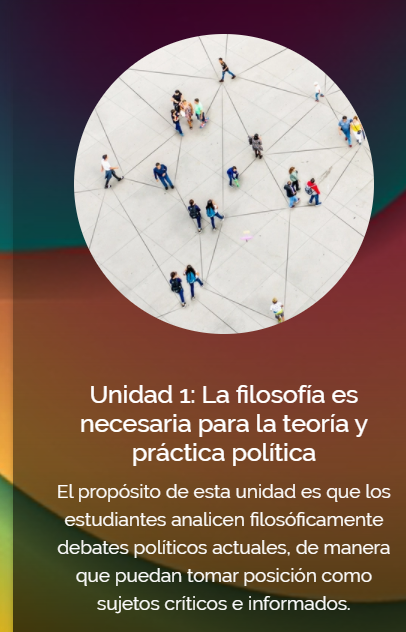 Unidad 1: La filosofía es
necesaria para la teoría y
práctica política
El propósito de esta unidad es que los
estudiantes analicen filosóficamente
debates políticos actuales, de manera
que puedan tomar posición como
sujetos críticos e informados.